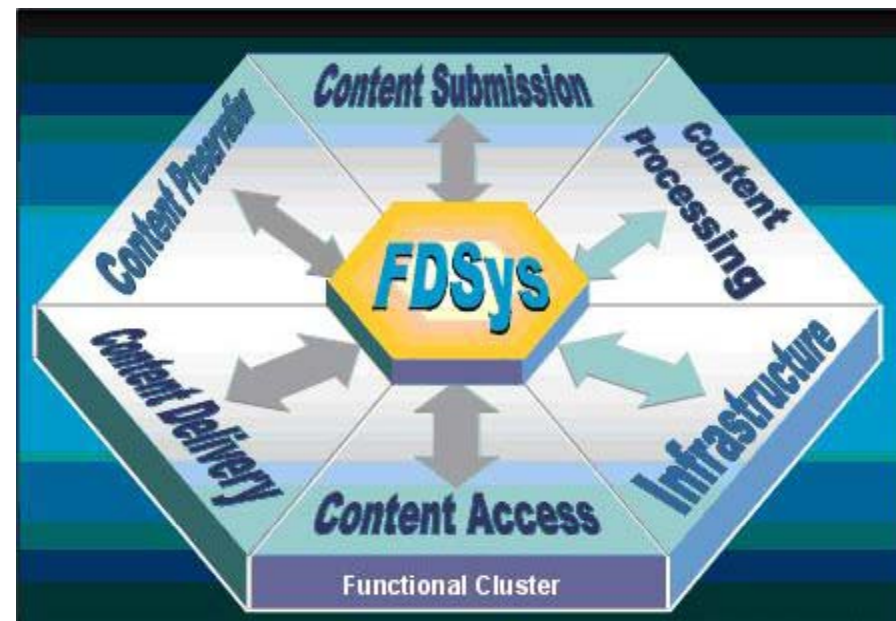 Content Submission
Content Preservation
Content
Processing
FDSys
Content Delivery
Infrastructure
Content Access
Functional Cluster